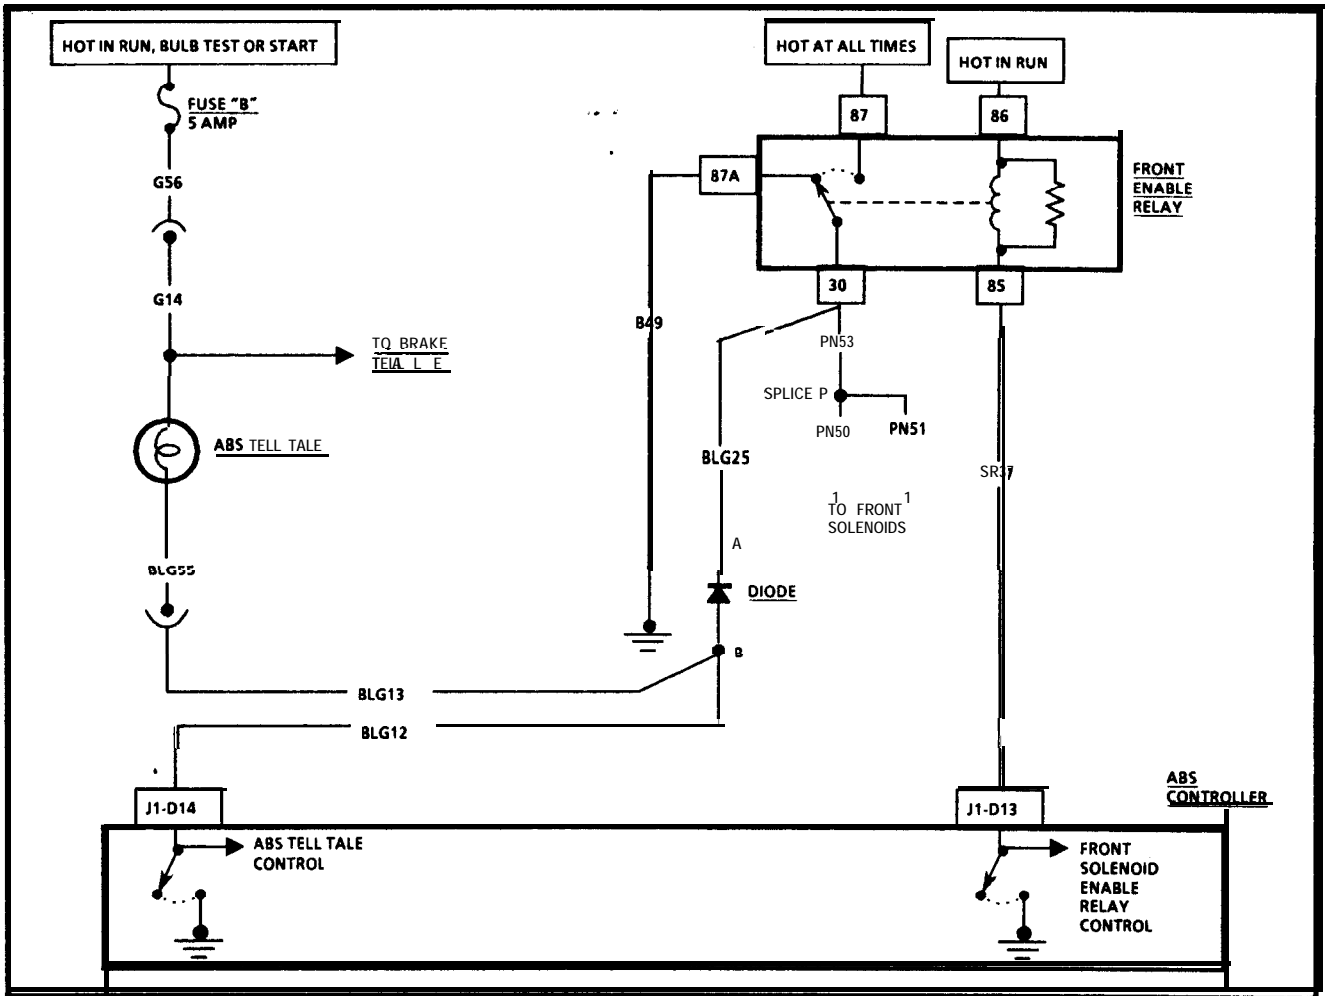 HOT IN RUN, BULB TEST OR START
HOT AT ALL TIMES
HOT IN RUN
FUSE "B"
5 AMP
87
86
G56
87A
FRONT
ENABLE
RELAY
30
85
G14
B49
TO BRAKE
PN53
SPLICE P
PN50
PN51
ABS TELL TALE
BLG25
SR37
1 1
TO FRONT
SOLENOIDS
A
BLG55
DIODE
B
BLG13
BLG12
J1-D14
J1-D13
ABS
CONTROLLER
ABS TELL TALE
CONTROL
FRONT
SOLENOID
ENABLE
RELAY
CONTROL